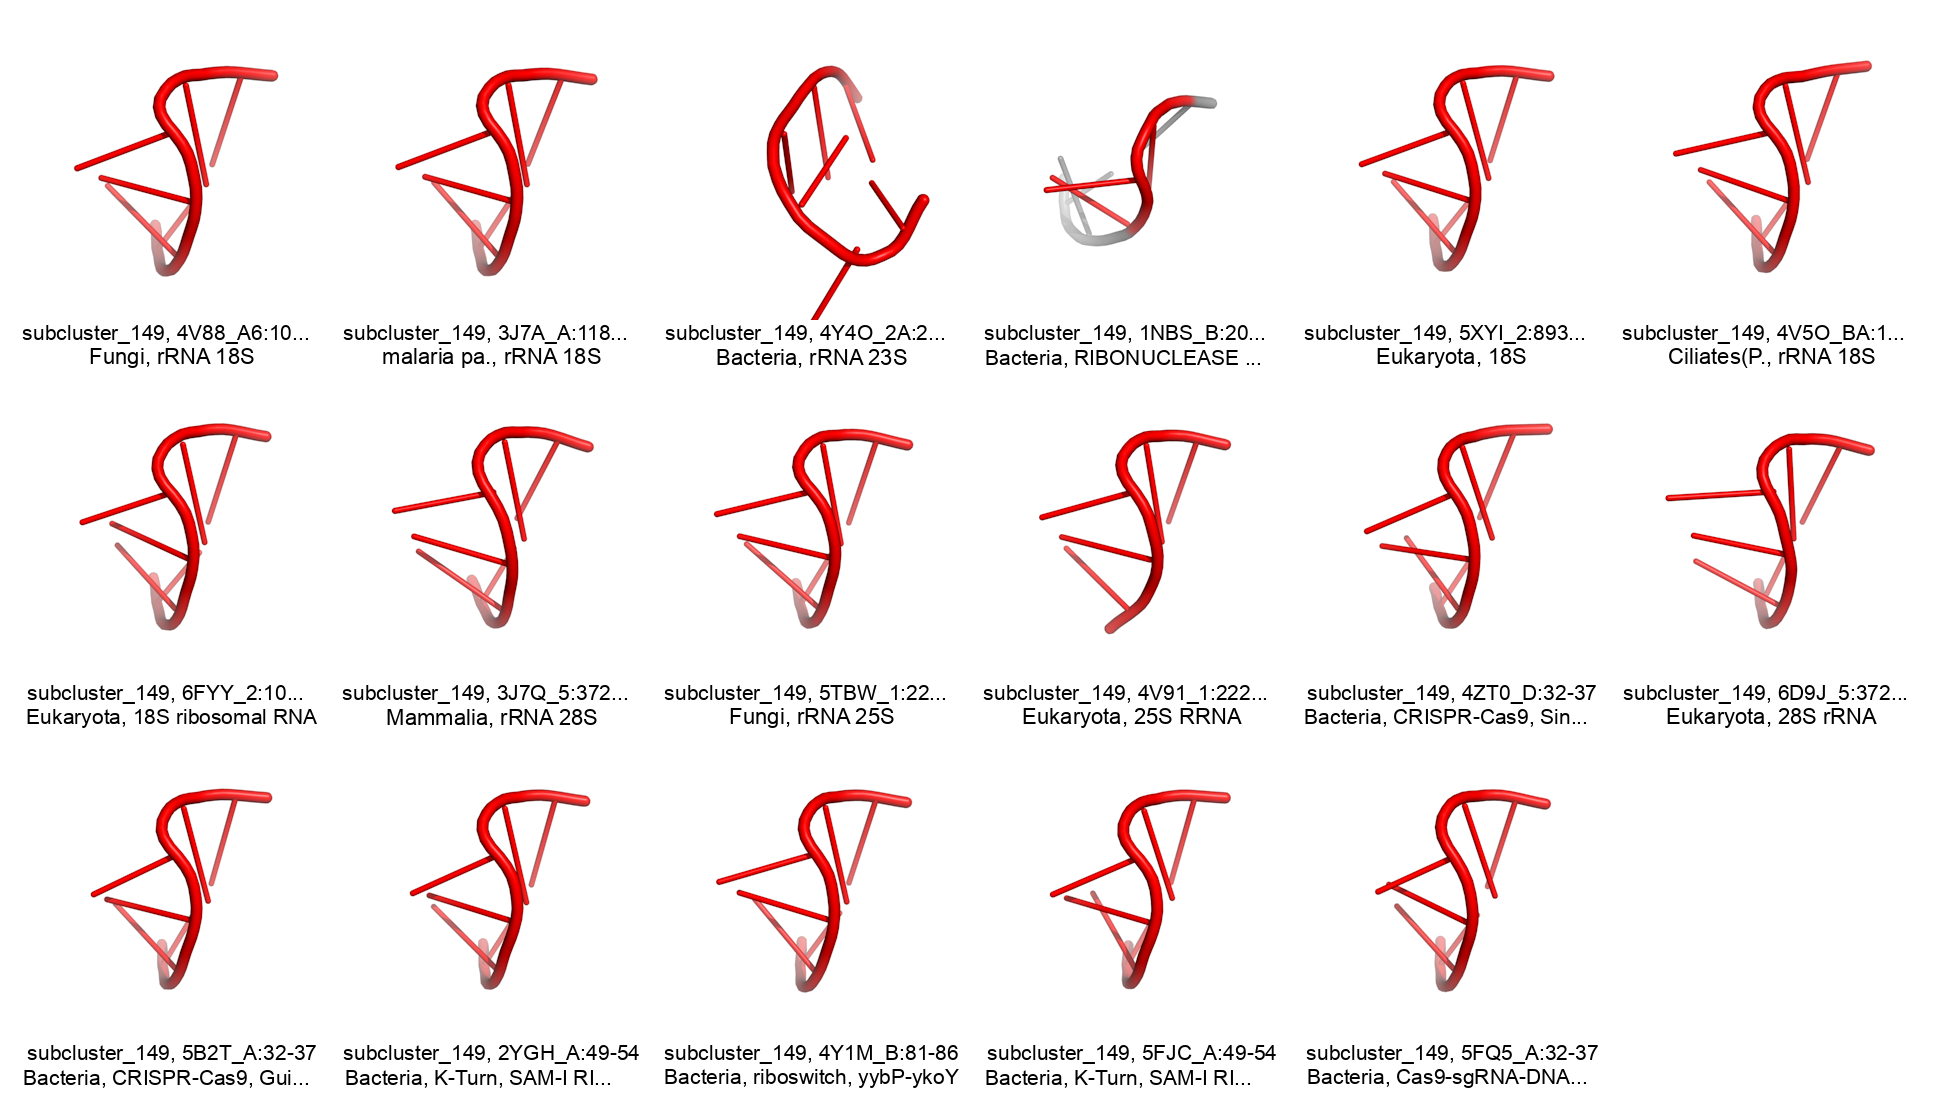 subcluster_149, 4V88_A6:10...
Fungi, rRNA 18S
subcluster_149, 3J7A_A:118...
malaria pa., rRNA 18S
subcluster_149, 4Y4O_2A:2...
Bacteria, rRNA 23S
subcluster_149, 1NBS_B:20...
Bacteria, RIBONUCLEASE ...
subcluster_149, 5XYI_2:893...
Eukaryota, 18S
subcluster_149, 4V5O_BA:1...
Ciliates(P., rRNA 18S
subcluster_149, 6FYY_2:10...
Eukaryota, 18S ribosomal RNA
subcluster_149, 3J7Q_5:372...
Mammalia, rRNA 28S
subcluster_149, 5TBW_1:22...
Fungi, rRNA 25S
subcluster_149, 4V91_1:222...
Eukaryota, 25S RRNA
subcluster_149, 4ZT0_D:32-37
Bacteria, CRISPR-Cas9, Sin...
subcluster_149, 6D9J_5:372...
Eukaryota, 28S rRNA
subcluster_149, 5B2T_A:32-37
Bacteria, CRISPR-Cas9, Gui...
subcluster_149, 2YGH_A:49-54
Bacteria, K-Turn, SAM-I RI...
subcluster_149, 4Y1M_B:81-86
Bacteria, riboswitch, yybP-ykoY
subcluster_149, 5FJC_A:49-54
Bacteria, K-Turn, SAM-I RI...
subcluster_149, 5FQ5_A:32-37
Bacteria, Cas9-sgRNA-DNA...